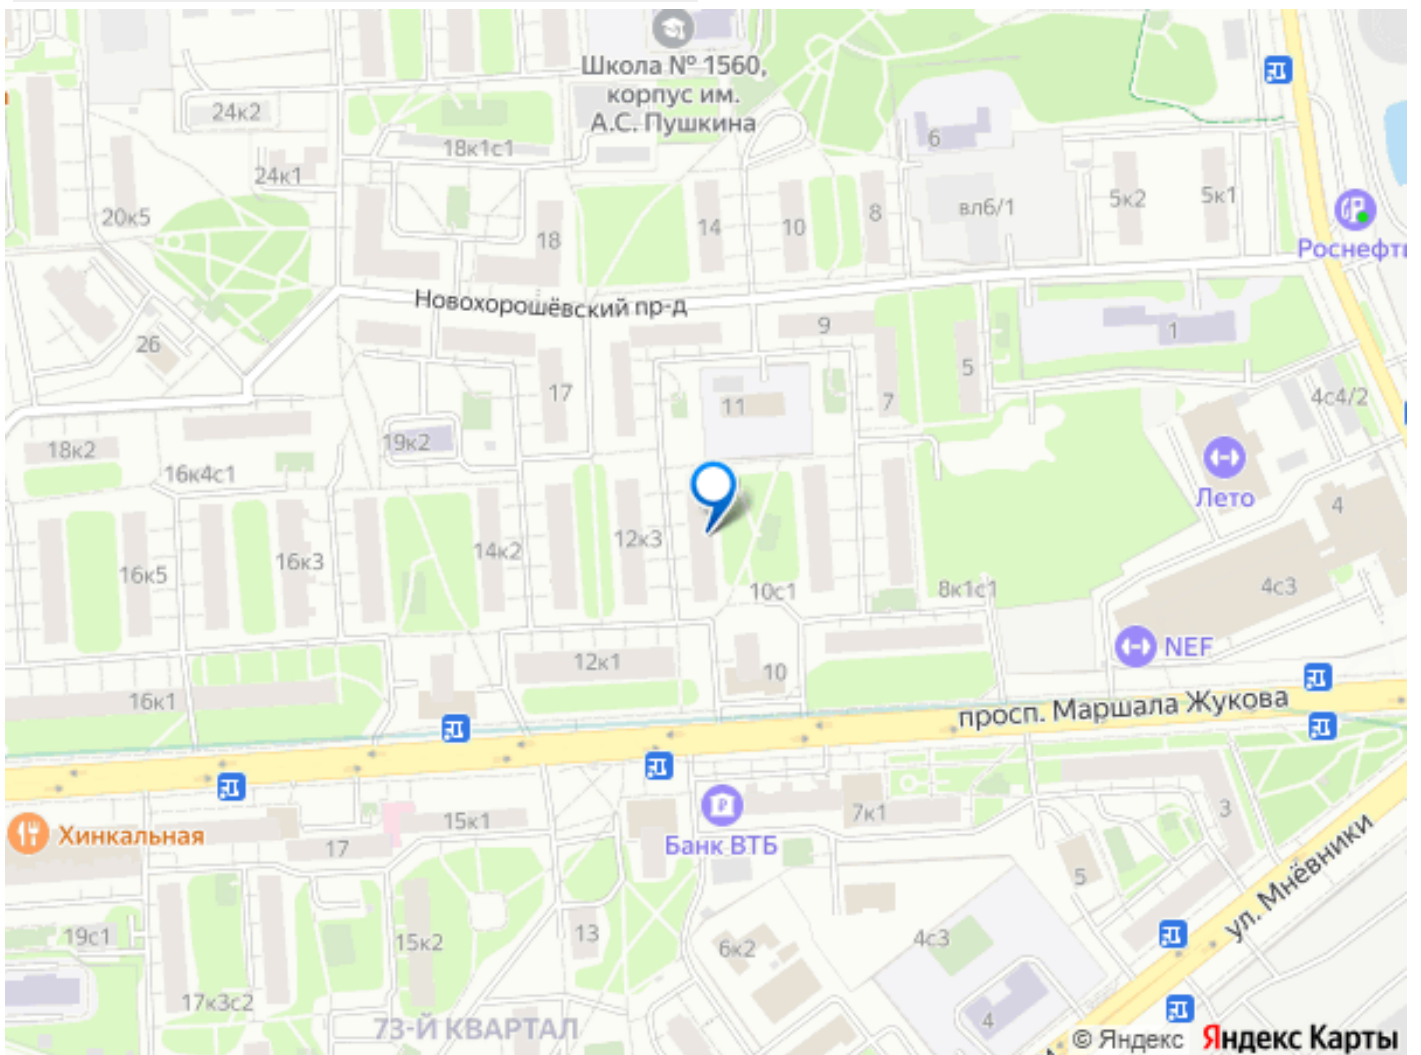 Школа № 1560,
корпус им.
А.С. Пушкина
24к2
18к1с1
6
24к1
5к2
5к1
20к5
18
14
10
8
вл6/1
Роснефть
Новохорошёвский пр-д
26
9
1
17
11
7
5
4с4/2
18к2
16к4с1
19к2
Лето
4
16к5
16к3
14к2
12к3
10с1
8к1с1
4с3
NEF
16к1
12к1
10
просп. Маршала Жукова
Хинкальная
17
15к1
Банк ВТБ
7к1
3
5
ул. Мнёвники
19с1
15к2
13
6к2
4с3
17к3с2
73-Й КВАРТАЛ
4
© Яндекс Яндекс Карты